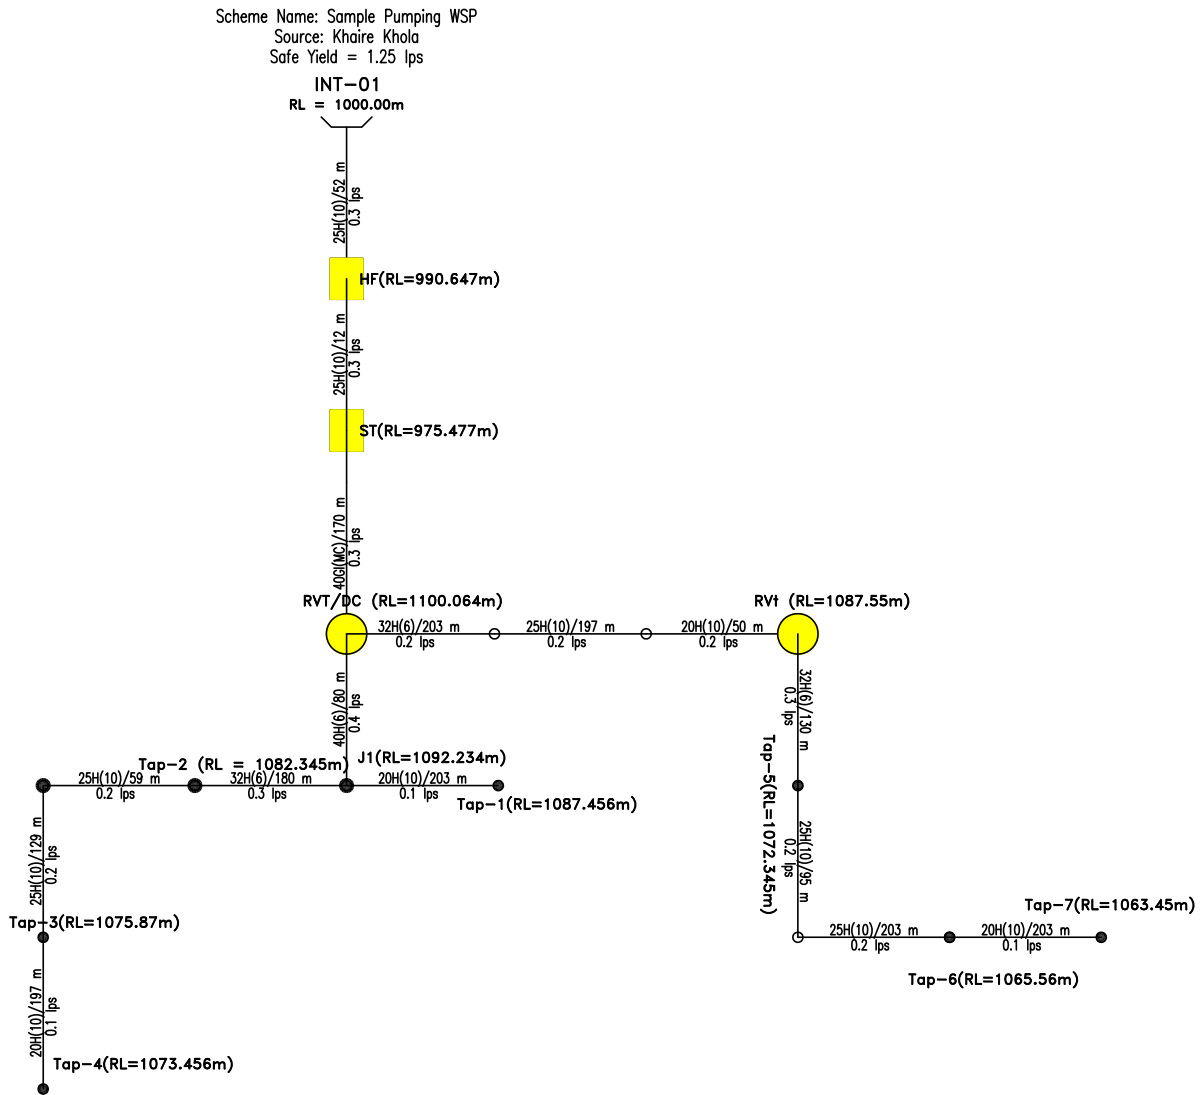 Scheme Name: Sample Pumping WSP
Source: Khaire Khola
Safe Yield = 1.25 lps
INT-01
RL = 1000.00m
25H(10)/52 m
0.3 lps
HF(RL=990.647m)
25H(10)/12 m
0.3 lps
ST(RL=975.477m)
40GI(MC)/170 m
0.3 lps
RVT/DC (RL=1100.064m)
32H(6)/203 m
0.2 lps
25H(10)/197 m
0.2 lps
20H(10)/50 m
0.2 lps
RVt (RL=1087.55m)
40H(6)/80 m
0.4 lps
J1(RL=1092.234m)
20H(10)/203 m
0.1 lps
Tap-1(RL=1087.456m)
Tap-2 (RL = 1082.345m)
32H(6)/180 m
0.3 lps
25H(10)/59 m
0.2 lps
25H(10)/129 m
0.2 lps
Tap-3(RL=1075.87m)
20H(10)/197 m
0.1 lps
Tap-4(RL=1073.456m)
32H(6)/130 m
0.3 lps
Tap-5(RL=1072.345m)
25H(10)/95 m
0.2 lps
25H(10)/203 m
0.2 lps
Tap-6(RL=1065.56m)
20H(10)/203 m
0.1 lps
Tap-7(RL=1063.45m)